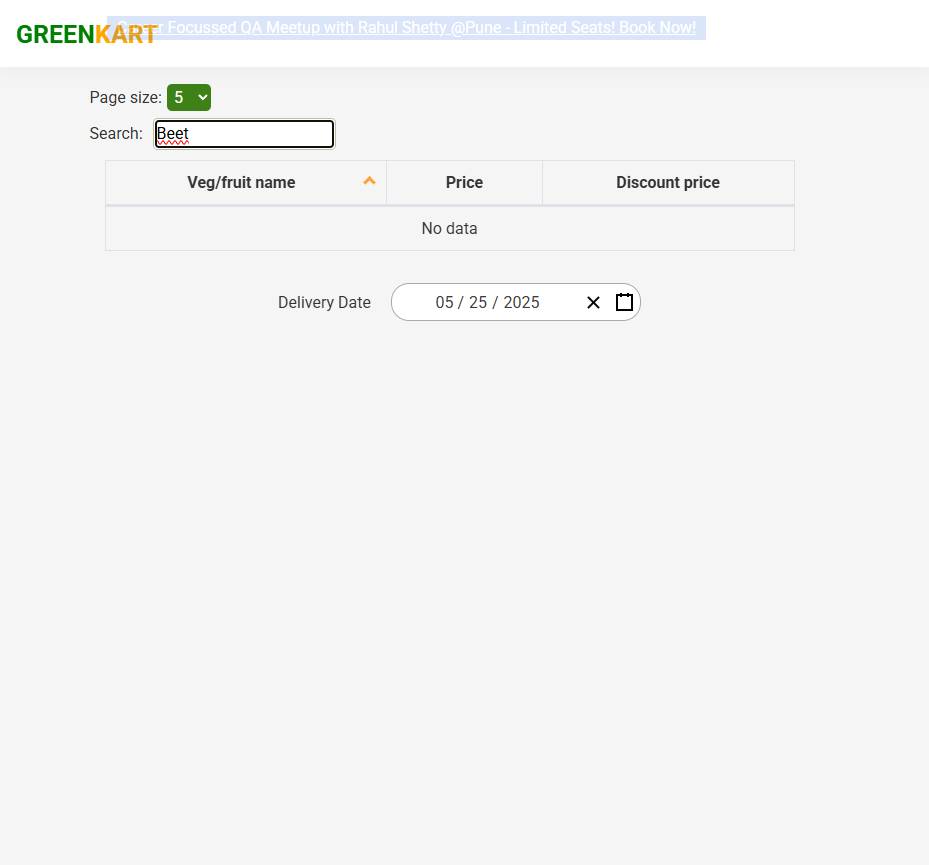 GREENKART
Focussed QA Meetup with Rahul Shetty @Pune - Limited Seats! Book Now!
Page size: 5
Search: Beet
Veg/fruit name Price Discount price
No data
Delivery Date 05 / 25 / 2025